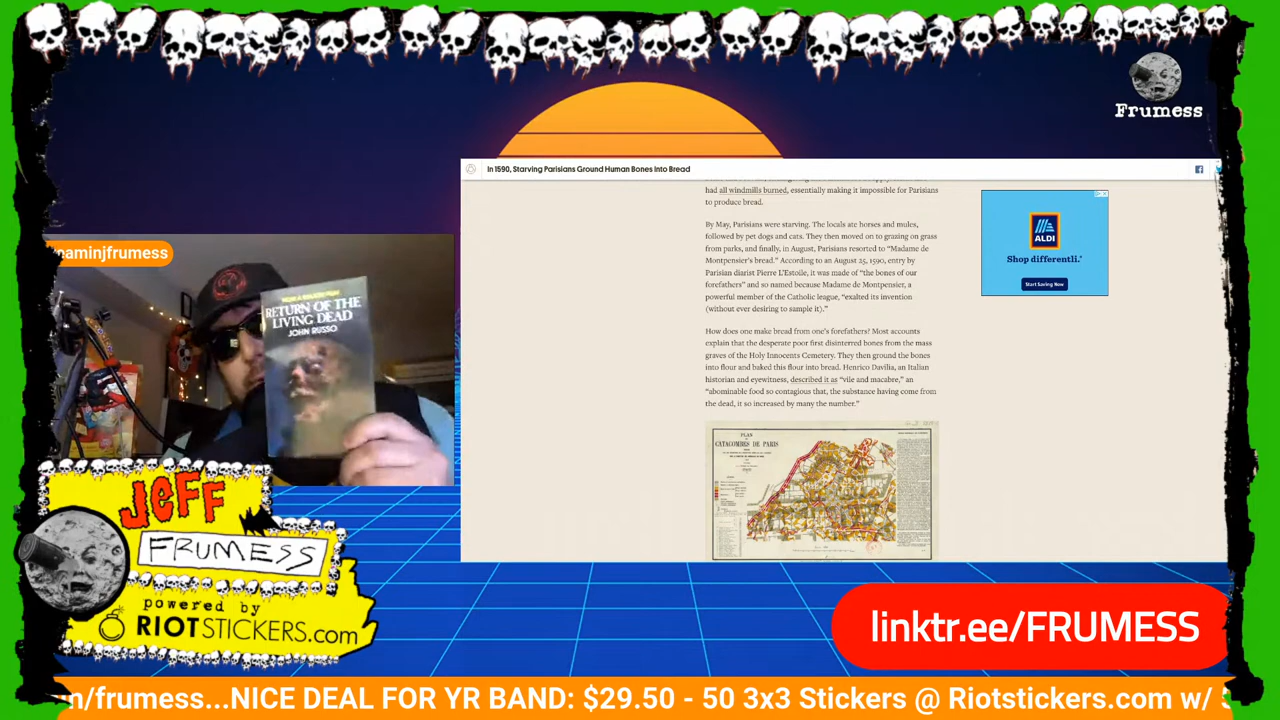 Frumess
In 1590, Starving Parisians Ground Human Bones Into Bread
had all windmills burned, essentially making it impossible for Parisians
to produce bread.
By May, Parisians were starving. The locals ate horses and mules,
followed by pet dogs and cats. They then moved on to grazing on grass
from parks, and finally, in August, Parisians resorted to “Madame de
Montpensier’s bread.” According to an August 25, 1590, entry by
Parisian diarist Pierre L’Estoile, it was made of “the bones of our
forefathers” and so named because Madame de Montpensier, a
powerful member of the Catholic league, “exalted its invention
(without ever desiring to sample it).”
How does one make bread from one’s forefathers? Most accounts
explain that the desperate poor first disinterred bones from the mass
graves of the Holy Innocents Cemetery. They then ground the bones
into flour and baked this flour into bread. Henrico Davilia, an Italian
historian and eyewitness, described it as “vile and macabre,” an
“abominable food so contagious that, the substance having come from
the dead, it so increased by many the number.”
PLAN
CATACOMBES DE PARIS
ALDI
Shop differentli.
Start Saving Now
aminjfrumess
RETURN OF THE
LIVING DEAD
JOHN RUSSO
JEFF
FRUMESS
powered by
RIOTSTICKERS.com
linktr.ee/FRUMESS
n/frumess...NICE DEAL FOR YR BAND: $29.50 - 50 3x3 Stickers @ Riotstickers.com w/